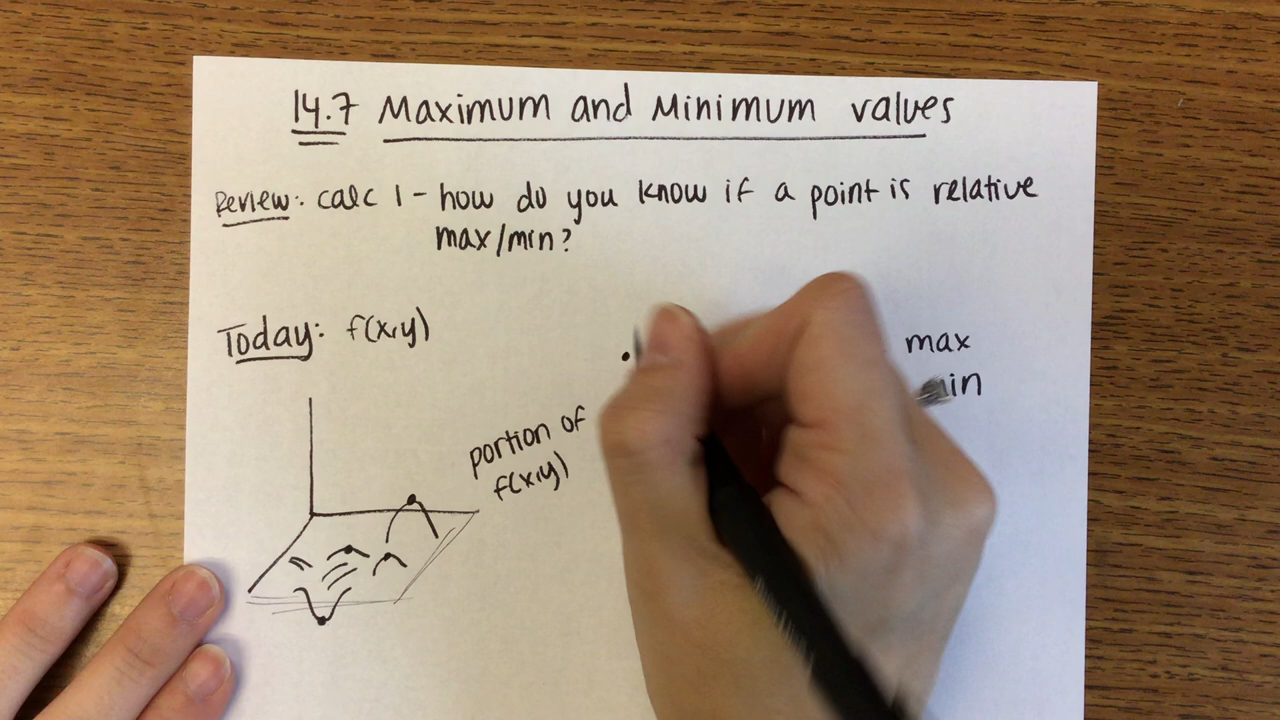 14.7 Maximum and Minimum values
Review: calc 1 - how do you know if a point is relative
max/min?
Today: f(x,y)
max
portion of
f(x,y)